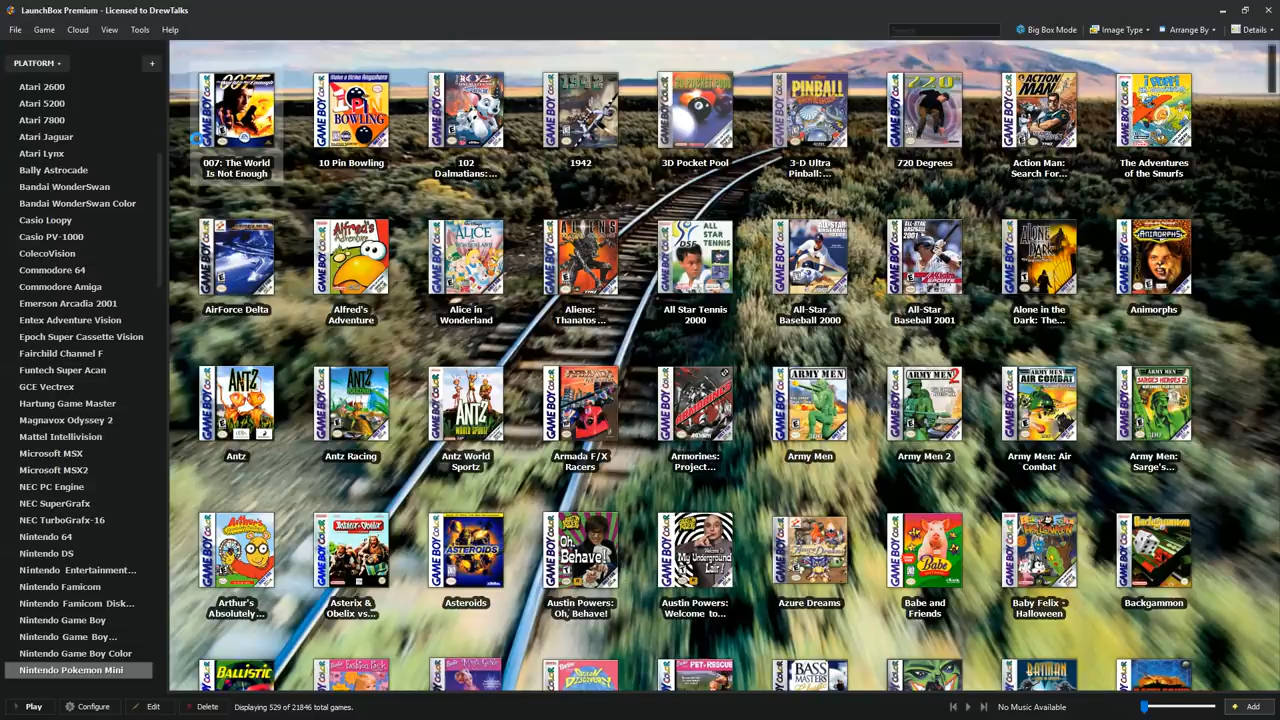 LaunchBox Premium - Licensed to DrewTalks
File Game Cloud View Tools Help
Search
Big Box Mode
Image Type
Arrange By
Details
PLATFORM
+
Atari 2600
Atari 5200
Atari 7800
Atari Jaguar
Atari Lynx
Bally Astrocade
Bandai WonderSwan
Bandai WonderSwan Color
Casio Loopy
Casio PV-1000
ColecoVision
Commodore 64
Commodore Amiga
Emerson Arcadia 2001
Entex Adventure Vision
Epoch Super Cassette Vision
Fairchild Channel F
Funtech Super Acan
GCE Vectrex
Hartung Game Master
Magnavox Odyssey 2
Mattel Intellivision
Microsoft MSX
Microsoft MSX2
NEC PC Engine
NEC SuperGrafx
NEC TurboGrafx-16
Nintendo 64
Nintendo DS
Nintendo Entertainment...
Nintendo Famicom
Nintendo Famicom Disk...
Nintendo Game Boy
Nintendo Game Boy...
Nintendo Game Boy Color
Nintendo Pokemon Mini
007: The World
Is Not Enough
10 Pin Bowling
102
Dalmatians:...
1942
3D Pocket Pool
3-D Ultra
Pinball:...
720 Degrees
Action Man:
Search For...
The Adventures
of the Smurfs
AirForce Delta
Alfred's
Adventure
Alice in
Wonderland
Aliens:
Thanatos...
All Star Tennis
2000
All-Star
Baseball 2000
All-Star
Baseball 2001
Alone in the
Dark: The...
Animorphs
Antz
Antz Racing
Antz World
Sportz
Armada F/X
Racers
Armorines:
Project...
Army Men
Army Men 2
Army Men: Air
Combat
Army Men:
Sarge's...
Arthur's
Absolutely...
Asterix &
Obelix vs...
Asteroids
Austin Powers:
Oh, Behave!
Austin Powers:
Welcome to...
Azure Dreams
Babe and
Friends
Baby Felix -
Halloween
Backgammon
Play
Configure
Edit
Delete
Displaying 529 of 21846 total games.
No Music Available
Add